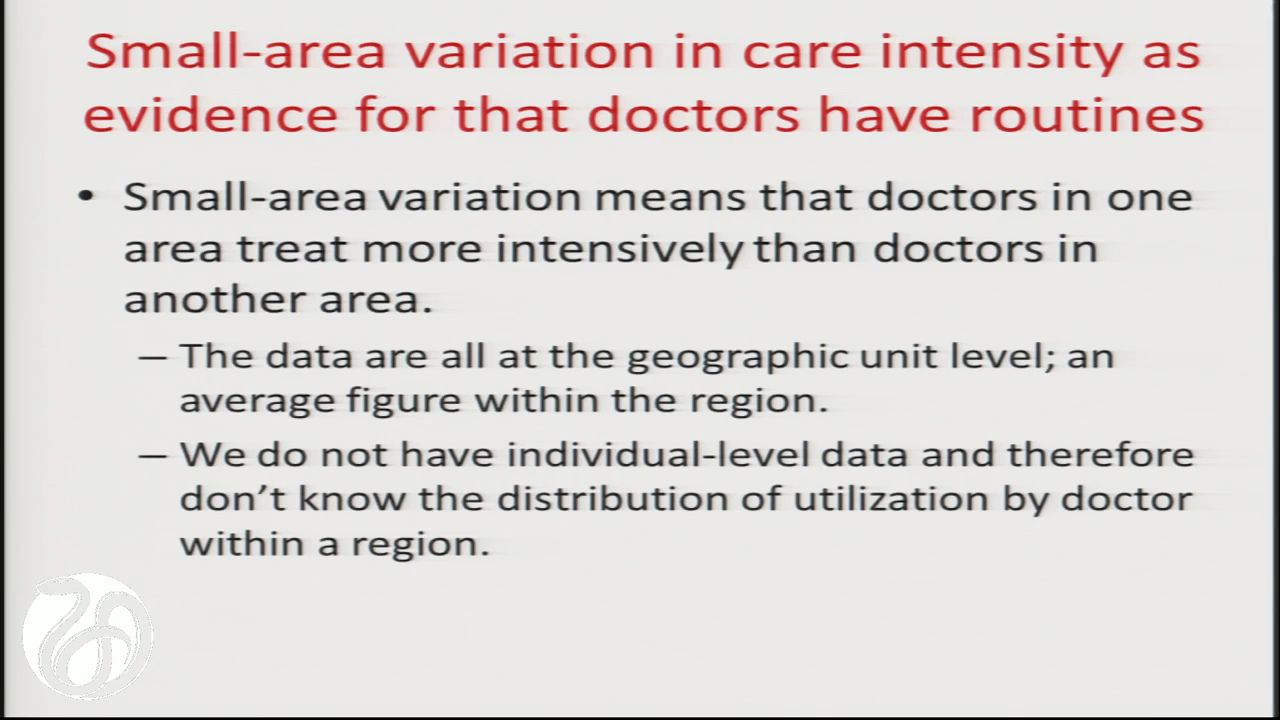 Small-area variation in care intensity as
evidence for that doctors have routines
• Small-area variation means that doctors in one
area treat more intensively than doctors in
another area.
– The data are all at the geographic unit level; an
average figure within the region.
– We do not have individual-level data and therefore
don't know the distribution of utilization by doctor
within a region.